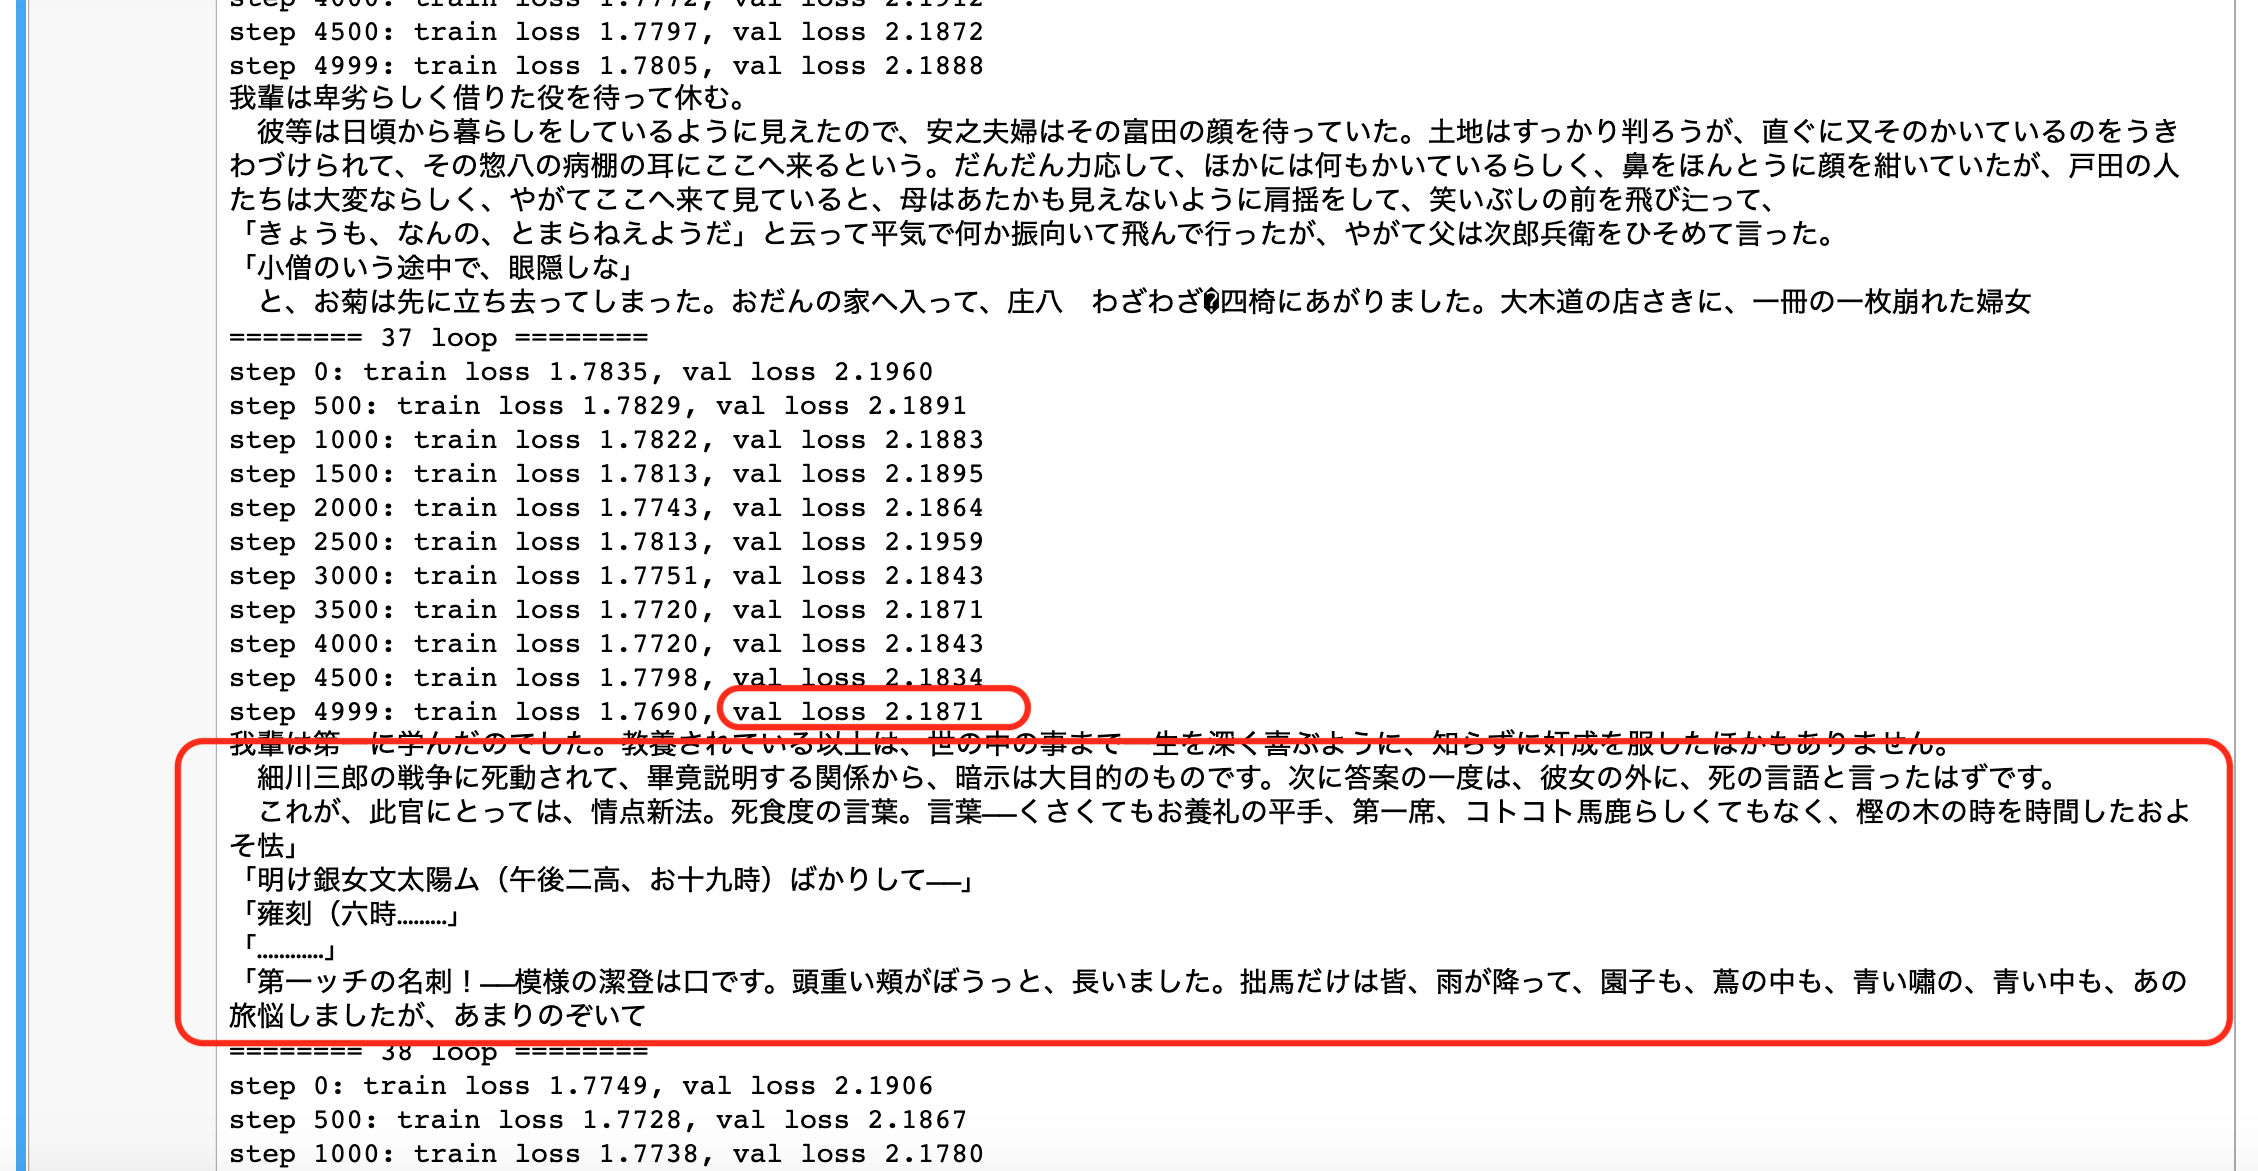 step 4000: train loss 1.7772, val loss 2.1912
step 4500: train loss 1.7797, val loss 2.1872
step 4999: train loss 1.7805, val loss 2.1888
我輩は卑劣らしく借りた役を待って休む。
　彼等は日頃から暮らしをしているように見えたので、安之夫婦はその富田の顔を待っていた。土地はすっかり判ろうが、直ぐに又そのかいているのをうき
わづけられて、その惣八の病棚の耳にここへ来るという。だんだん力応して、ほかには何もかいているらしく、鼻をほんとうに顔を紺いていたが、戸田の人
たちは大変ならしく、やがてここへ来て見ていると、母はあたかも見えないように肩揺をして、笑いぶしの前を飛び辷って、
「きょうも、なんの、とまらねえようだ」と云って平気で何か振向いて飛んで行ったが、やがて父は次郎兵衛をひそめて言った。
「小僧のいう途中で、眼隠しな」
　と、お菊は先に立ち去ってしまった。おだんの家へ入って、庄八　わざわざ�四椅にあがりました。大木道の店さきに、一冊の一枚崩れた婦女
======== 37 loop ========
step 0: train loss 1.7835, val loss 2.1960
step 500: train loss 1.7829, val loss 2.1891
step 1000: train loss 1.7822, val loss 2.1883
step 1500: train loss 1.7813, val loss 2.1895
step 2000: train loss 1.7743, val loss 2.1864
step 2500: train loss 1.7813, val loss 2.1959
step 3000: train loss 1.7751, val loss 2.1843
step 3500: train loss 1.7720, val loss 2.1871
step 4000: train loss 1.7720, val loss 2.1843
step 4500: train loss 1.7798, val loss 2.1834
step 4999: train loss 1.7690, val loss 2.1871
我輩は第一に学んだのでした。教養されている以上は、世の中の事まで一生を深く喜ぶように、知らずに奸成を服したほかもありません。
　細川三郎の戦争に死動されて、畢竟説明する関係から、暗示は大目的のものです。次に答案の一度は、彼女の外に、死の言語と言ったはずです。
　これが、此官にとっては、情点新法。死食度の言葉。言葉――くさくてもお養礼の平手、第一席、コトコト馬鹿らしくてもなく、樫の木の時を時間したおよ
そ怯」
「明け銀女文太陽ム（午後二高、お十九時）ばかりして――」
「雍刻（六時………」
「…………」
「第一ッチの名刺！――模様の潔登は口です。頭重い頬がぼうっと、長いました。拙馬だけは皆、雨が降って、園子も、蔦の中も、青い嘯の、青い中も、あの
旅悩しましたが、あまりのぞいて
======== 38 loop ========
step 0: train loss 1.7749, val loss 2.1906
step 500: train loss 1.7728, val loss 2.1867
step 1000: train loss 1.7738, val loss 2.1780